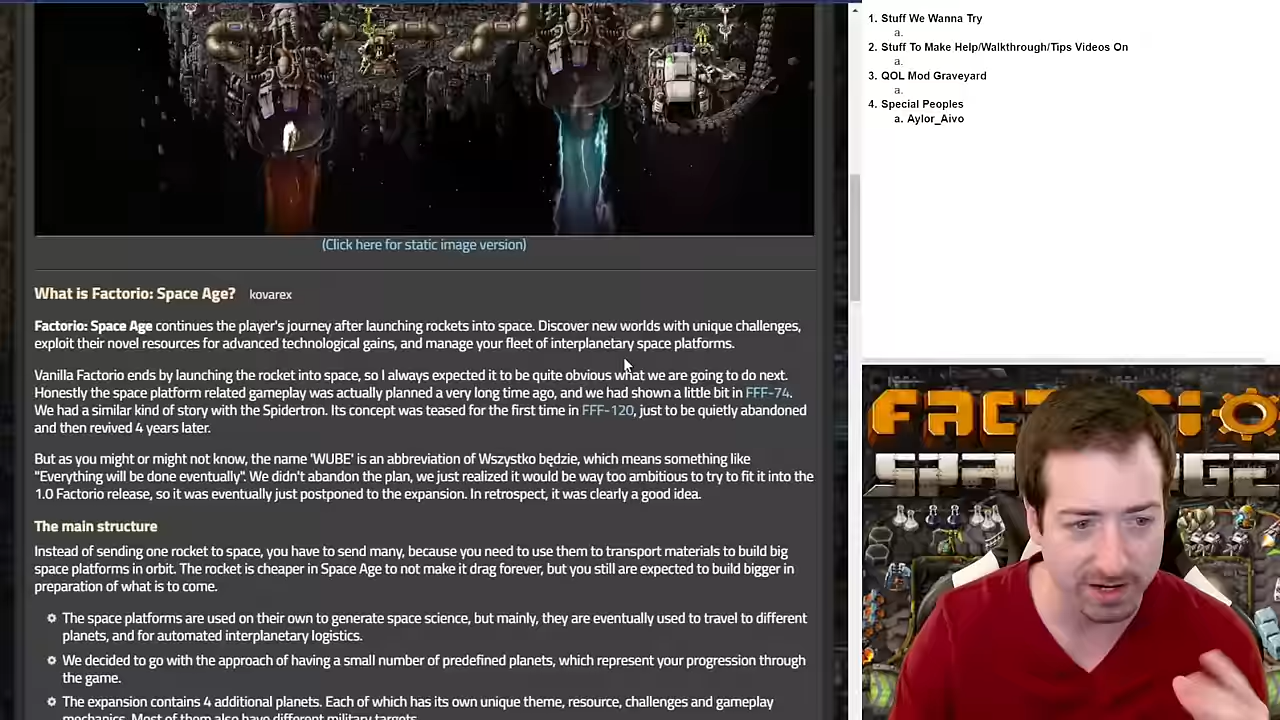 (Click here for static image version)
What is Factorio: Space Age? kovarex
Factorio: Space Age continues the player's journey after launching rockets into space. Discover new worlds with unique challenges,
exploit their novel resources for advanced technological gains, and manage your fleet of interplanetary space platforms.
Vanilla Factorio ends by launching the rocket into space, so I always expected it to be quite obvious what we are going to do next.
Honestly the space platform related gameplay was actually planned a very long time ago, and we had shown a little bit in FFF-74.
We had a similar kind of story with the Spidertron. Its concept was teased for the first time in FFF-120, just to be quietly abandoned
and then revived 4 years later.
But as you might or might not know, the name 'WUBE' is an abbreviation of Wszystko będzie, which means something like
"Everything will be done eventually". We didn't abandon the plan, we just realized it would be way too ambitious to try to fit it into the
1.0 Factorio release, so it was eventually just postponed to the expansion. In retrospect, it was clearly a good idea.
The main structure
Instead of sending one rocket to space, you have to send many, because you need to use them to transport materials to build big
space platforms in orbit. The rocket is cheaper in Space Age to not make it drag forever, but you still are expected to build bigger in
preparation of what is to come.
The space platforms are used on their own to generate space science, but mainly, they are eventually used to travel to different
planets, and for automated interplanetary logistics.
We decided to go with the approach of having a small number of predefined planets, which represent your progression through
the game.
The expansion contains 4 additional planets. Each of which has its own unique theme, resource, challenges and gameplay
mechanics. Most of them also have different military targets.
1. Stuff We Wanna Try
a.
2. Stuff To Make Help/Walkthrough/Tips Videos On
a.
3. QOL Mod Graveyard
a.
4. Special Peoples
a. Aylor_Aivo